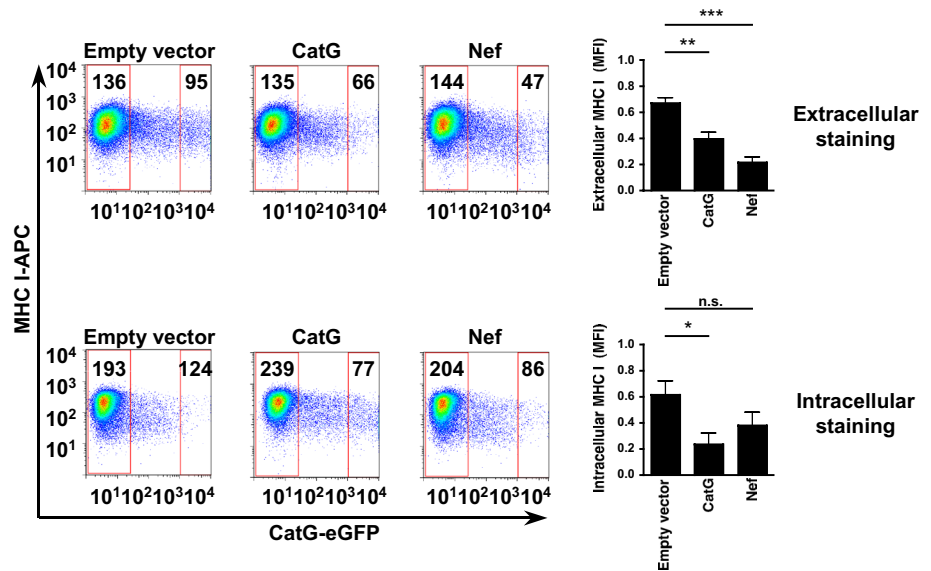 Empty vector
CatG
Nef
10⁴
10³
10²
10¹
136
95
135
66
144
47
10¹10²10³10⁴
10¹10²10³10⁴
10¹10²10³10⁴
***
**
Extracellular MHC I (MFI)
1.0
0.8
0.6
0.4
0.2
0.0
Empty vector
CatG
Nef
Extracellular
staining
MHC I-APC
Empty vector
CatG
Nef
10⁴
10³
10²
10¹
193
124
239
77
204
86
10¹10²10³10⁴
10¹10²10³10⁴
10¹10²10³10⁴
CatG-eGFP
n.s.
*
Intracellular MHC I (MFI)
1.0
0.8
0.6
0.4
0.2
0.0
Empty vector
CatG
Nef
Intracellular
staining